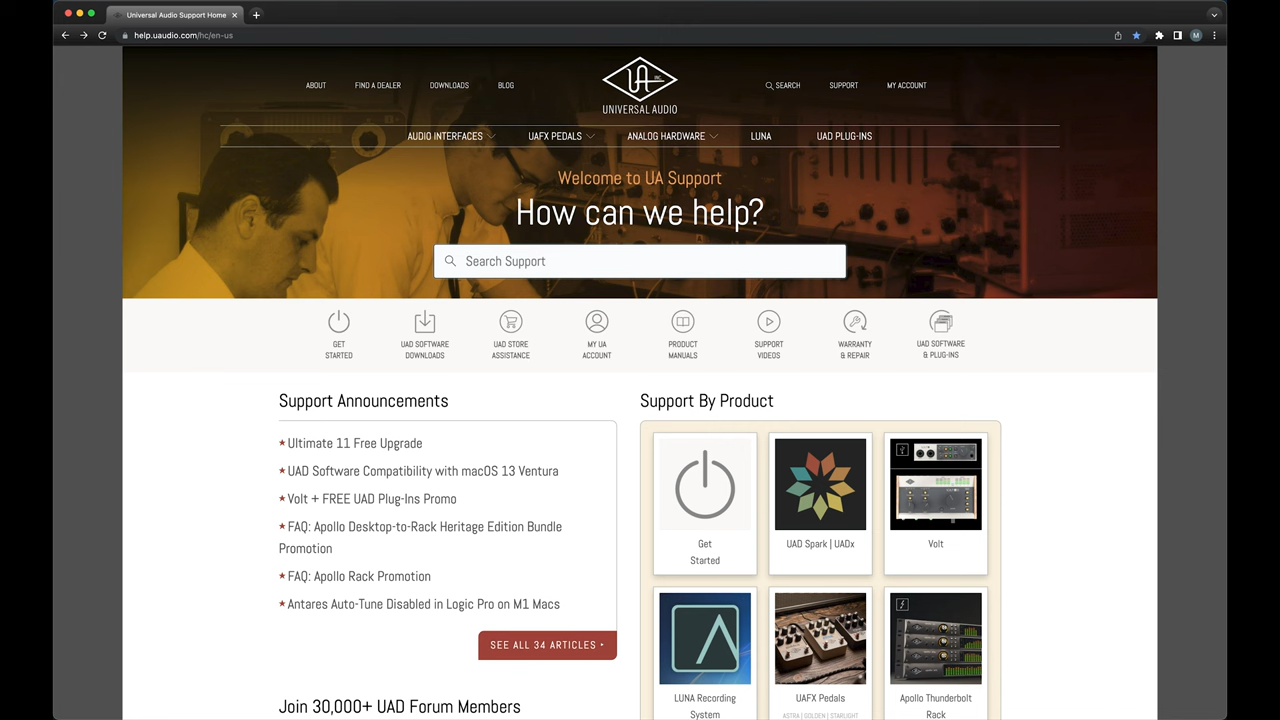 Universal Audio Support Home
help.uaudio.com/hc/en-us
M
ABOUT
FIND A DEALER
DOWNLOADS
BLOG
UA INC
UNIVERSAL AUDIO
SEARCH
SUPPORT
MY ACCOUNT
AUDIO INTERFACES
UAFX PEDALS
ANALOG HARDWARE
LUNA
UAD PLUG-INS
Welcome to UA Support
How can we help?
Search Support
GET
STARTED
UAD SOFTWARE
DOWNLOADS
UAD STORE
ASSISTANCE
MY UA
ACCOUNT
PRODUCT
MANUALS
SUPPORT
VIDEOS
WARRANTY
& REPAIR
UAD SOFTWARE
& PLUG-INS
Support Announcements
* Ultimate 11 Free Upgrade
* UAD Software Compatibility with macOS 13 Ventura
* Volt + FREE UAD Plug-Ins Promo
* FAQ: Apollo Desktop-to-Rack Heritage Edition Bundle
Promotion
* FAQ: Apollo Rack Promotion
* Antares Auto-Tune Disabled in Logic Pro on M1 Macs
SEE ALL 34 ARTICLES
Join 30,000+ UAD Forum Members
Support By Product
Get
Started
UAD Spark | UADx
Volt
LUNA Recording
System
UAFX Pedals
ASTRA | GOLDEN | STARLIGHT
Apollo Thunderbolt
Rack